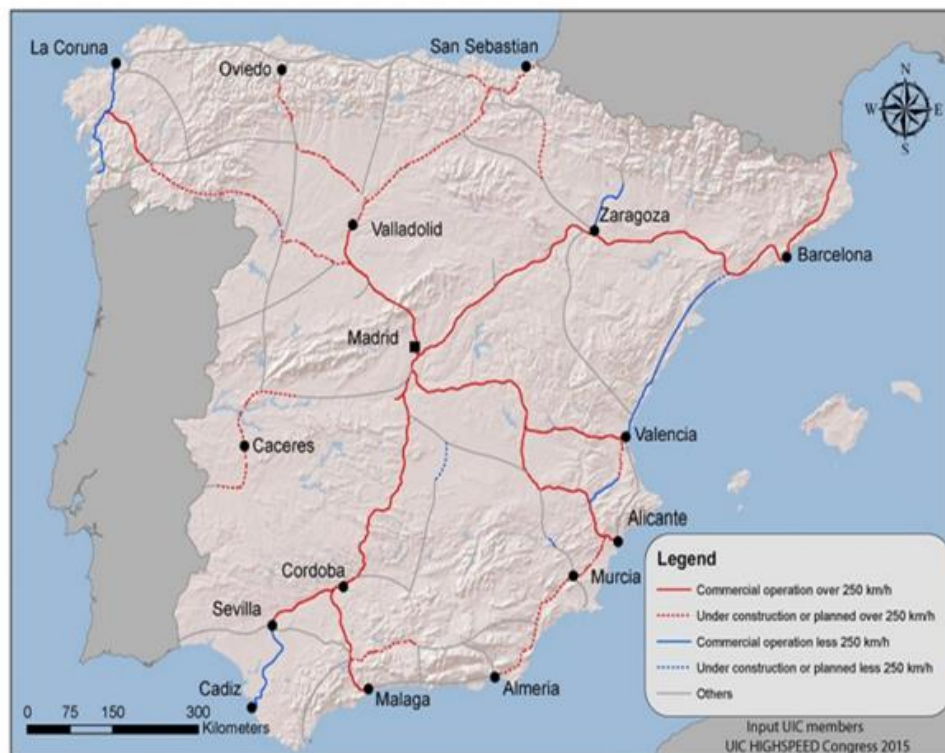 La Coruna
Oviedo
San Sebastian
N
W E
S
Valladolid
Zaragoza
Barcelona
Madrid
Caceres
Valencia
Alicante
Cordoba
Murcia
Sevilla
Cadiz
Malaga
Almeria
Legend
Commercial operation over 250 km/h
Under construction or planned over 250 km/h
Commercial operation less 250 km/h
Under construction or planned less 250 km/h
Others
0 75 150 300
Kilometers
Input UIC members
UIC HIGHSPEED Congress 2015